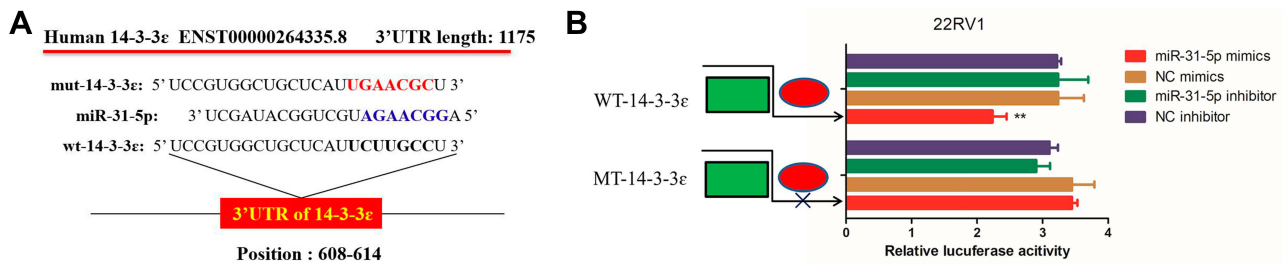 A
Human 14-3-3ε ENST00000264335.8 3'UTR length: 1175
mut-14-3-3ε: 5' UCCGUGGCUGCUCAUUGAACGCU 3'
miR-31-5p: 3' UCGAUACGGUCGUAGAACGGA 5'
wt-14-3-3ε: 5' UCCGUGGCUGCUCAUUCUUGCCU 3'
3'UTR of 14-3-3ε
Position : 608-614
B
22RV1
WT-14-3-3ε
**
MT-14-3-3ε
0 1 2 3 4
Relative lucuferase acitivity
miR-31-5p mimics
NC mimics
miR-31-5p inhibitor
NC inhibitor